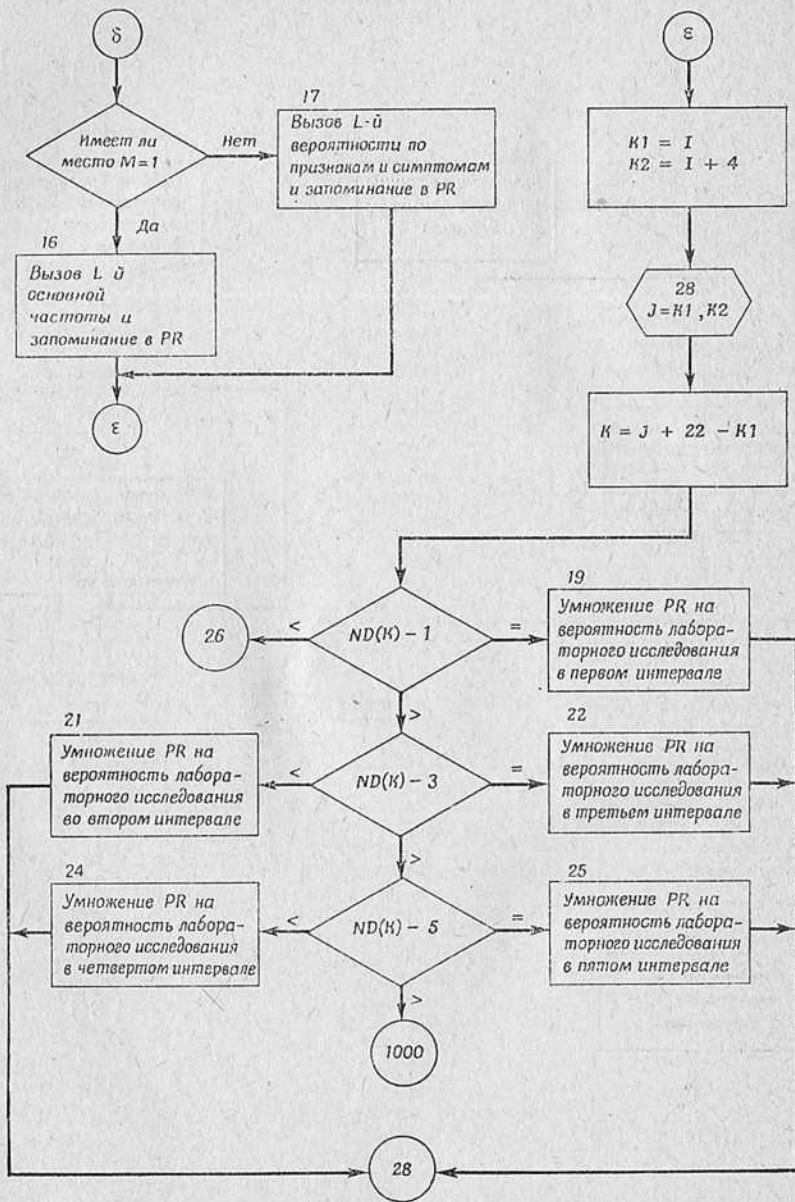 δ
Имеет ли
место M=1
Нет
Да
17
Вызов L-й
вероятности по
признакам и симптомам
и запоминание в PR
16
Вызов L й
основной
частоты и
запоминание в PR
ε
ε
K1 = I
K2 = I + 4
28
J=K1,K2
K = J + 22 - K1
26
<
ND(K) - 1
=
>
19
Умножение PR на
вероятность лабора-
торного исследования
в первом интервале
21
Умножение PR на
вероятность лабора-
торного исследования
во втором интервале
<
ND(K) - 3
=
>
22
Умножение PR на
вероятность лабора-
торного исследования
в третьем интервале
24
Умножение PR на
вероятность лабора-
торного исследования
в четвертом интервале
<
ND(K) - 5
=
>
25
Умножение PR на
вероятность лабора-
торного исследования
в пятом интервале
1000
28